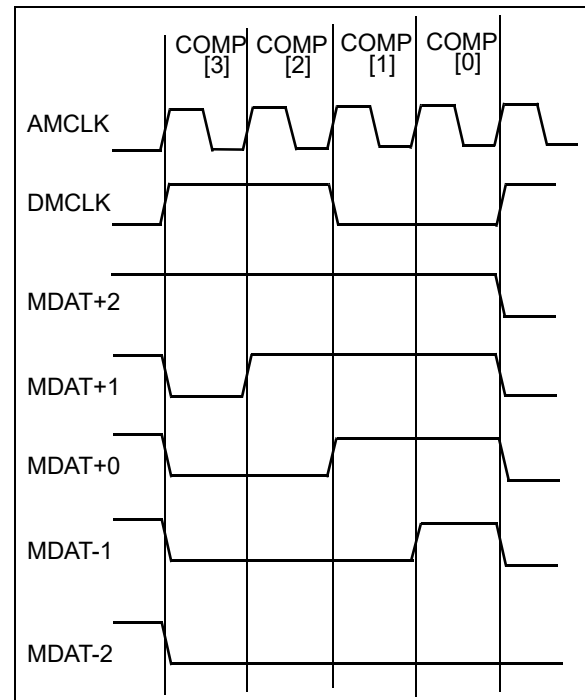 COMP COMP COMP COMP
[3] [2] [1] [0]
AMCLK
DMCLK
MDAT+2
MDAT+1
MDAT+0
MDAT-1
MDAT-2